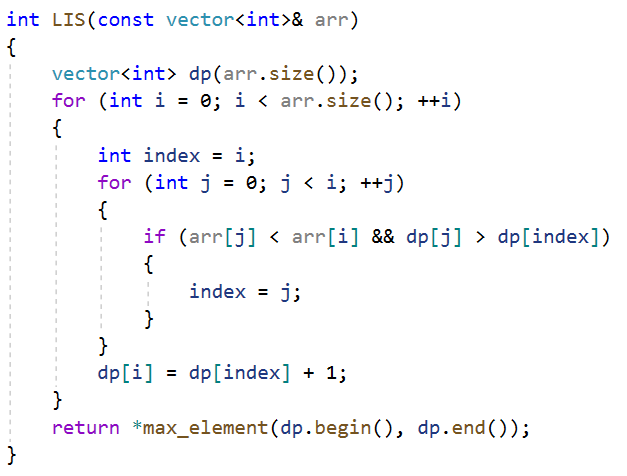 int LIS(const vector<int>& arr)
{
    vector<int> dp(arr.size());
    for (int i = 0; i < arr.size(); ++i)
    {
        int index = i;
        for (int j = 0; j < i; ++j)
        {
            if (arr[j] < arr[i] && dp[j] > dp[index])
            {
                index = j;
            }
        }
        dp[i] = dp[index] + 1;
    }
    return *max_element(dp.begin(), dp.end());
}